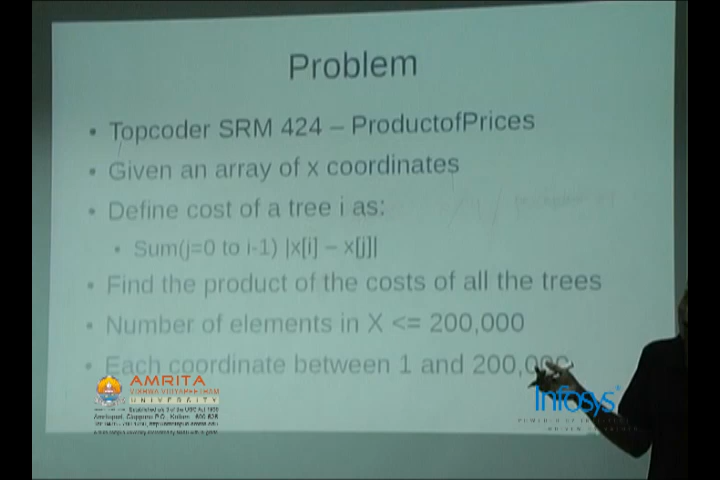 Problem
• Topcoder SRM 424 – ProductofPrices
• Given an array of x coordinates
• Define cost of a tree i as:
• Sum(j=0 to i-1) |x[i] – x[j]|
• Find the product of the costs of all the trees
• Number of elements in X <= 200,000
• Each coordinate between 1 and 200,000
AMRITA
VISHWA VIDYAPEETHAM
UNIVERSITY
Infosys